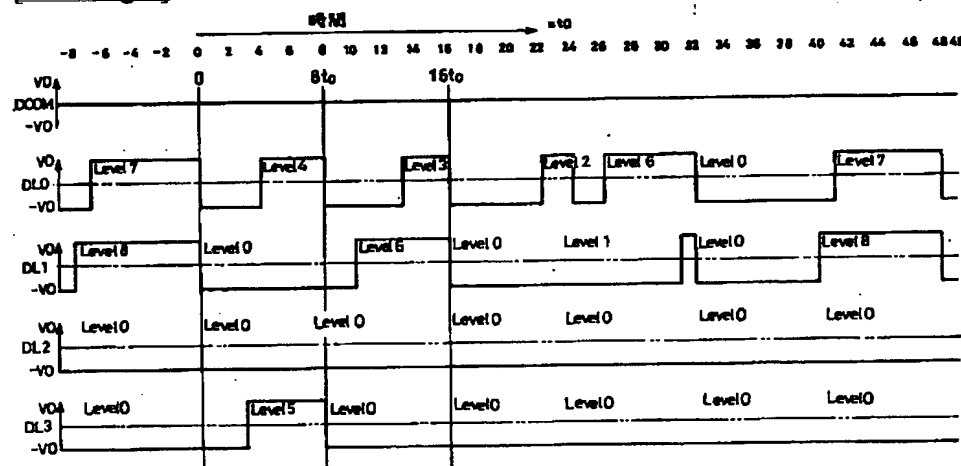 時間 ×t0
-8 -6 -4 -2 0 2 4 6 8 10 12 14 16 18 20 22 24 26 28 30 32 34 36 38 40 42 44 46 48
0 8to 16to
V0
DCOM
-V0
V0 Level 7 Level 4 Level 3 Level 2 Level 6 Level 0 Level 7
DL0
-V0
V0 Level 8 Level 0 Level 6 Level 0 Level 1 Level 0 Level 8
DL1
-V0
V0 Level 0 Level 0 Level 0 Level 0 Level 0 Level 0 Level 0
DL2
-V0
V0 Level 0 Level 5 Level 0 Level 0 Level 0 Level 0 Level 0
DL3
-V0